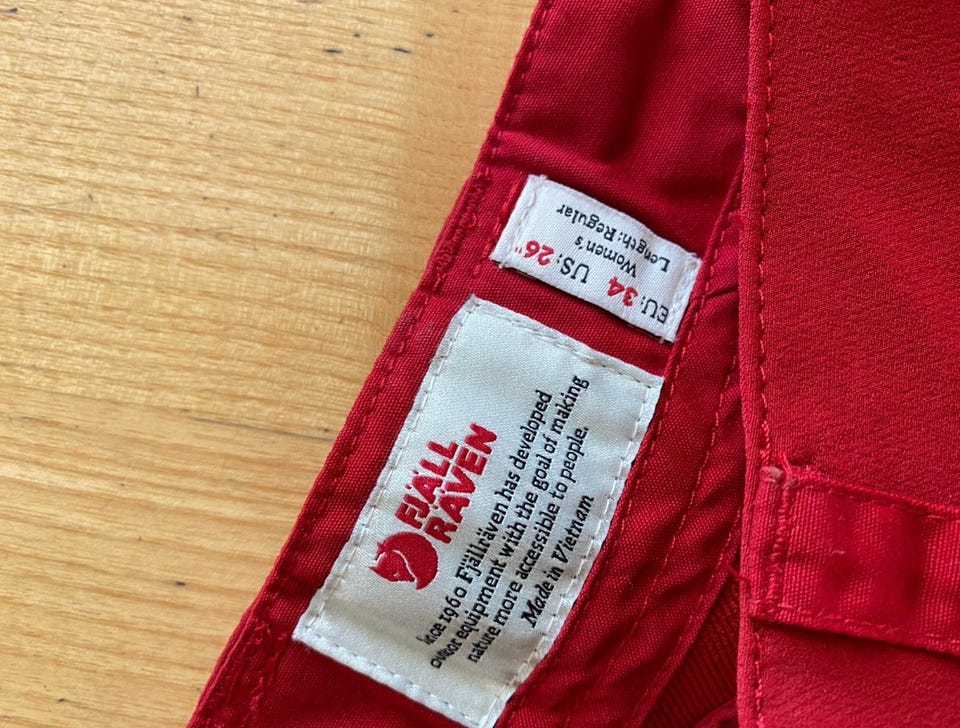 EU: 34 US: 26"
Women's
Length: Regular
FJÄLL
RÄVEN
Since 1960 Fjällräven has developed
outdoor equipment with the goal of making
nature more accessible to people.
Made in Vietnam